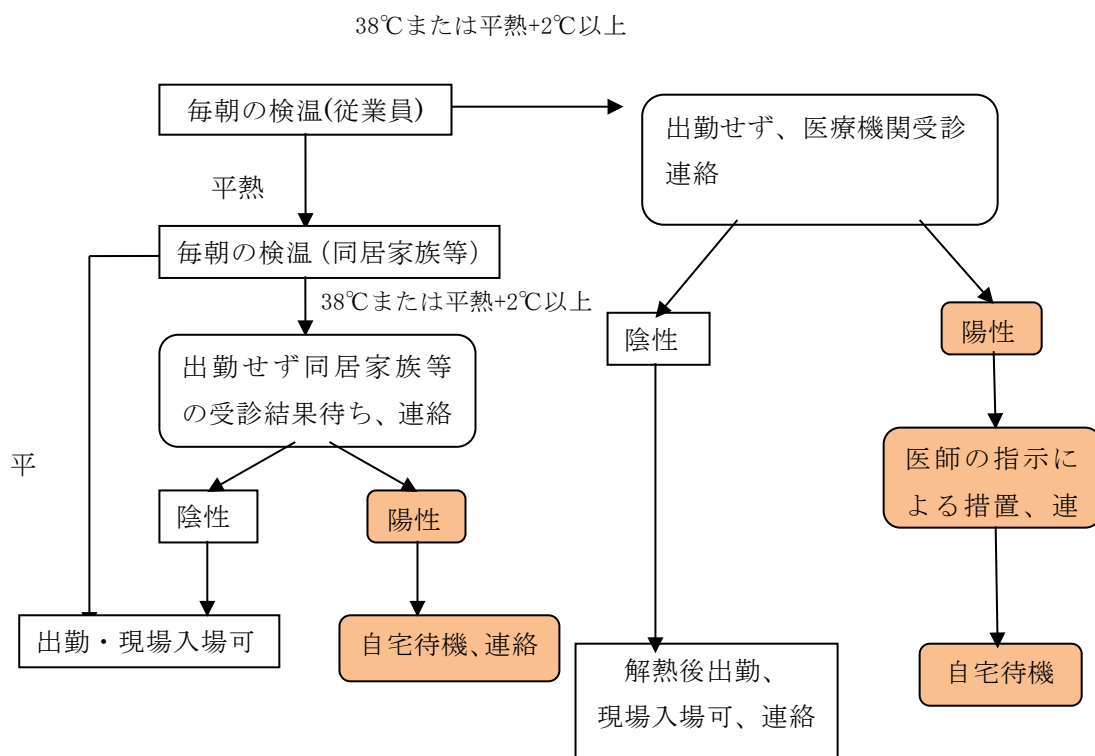 38℃または平熱+2℃以上
毎朝の検温(従業員)
出勤せず、医療機関受診
連絡
平熱
毎朝の検温(同居家族等)
38℃または平熱+2℃以上
陰性
陽性
出勤せず同居家族等
の受診結果待ち、連絡
医師の指示に
よる措置、連
平
陰性
陽性
出勤・現場入場可
自宅待機、連絡
解熱後出勤、
現場入場可、連絡
自宅待機